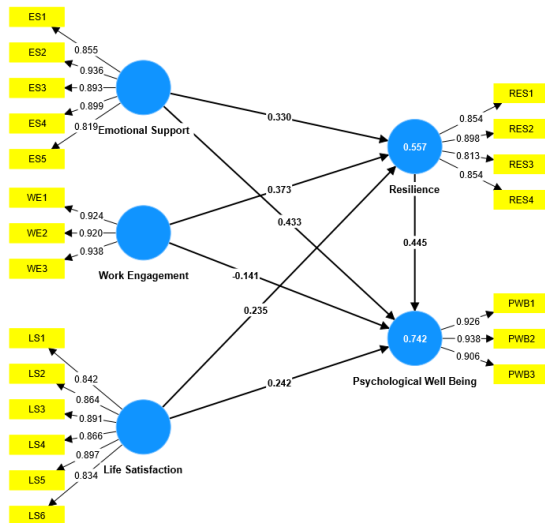 ES1
0.855
ES2
0.936
ES3
0.893
ES4
0.899
ES5
0.819
Emotional Support
WE1
0.924
WE2
0.920
WE3
0.938
Work Engagement
LS1
0.842
LS2
0.864
LS3
0.891
LS4
0.866
LS5
0.897
LS6
0.834
Life Satisfaction
0.330
0.373
0.433
-0.141
0.235
0.242
0.445
0.557
Resilience
0.854
RES1
0.898
RES2
0.813
RES3
0.854
RES4
0.742
Psychological Well Being
0.926
PWB1
0.938
PWB2
0.906
PWB3